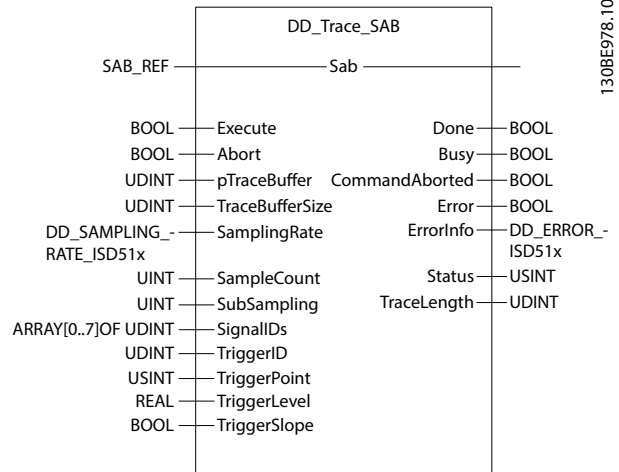 DD_Trace_SAB
130BE978.10
SAB_REF Sab
BOOL Execute Done BOOL
BOOL Abort Busy BOOL
UDINT pTraceBuffer CommandAborted BOOL
UDINT TraceBufferSize Error BOOL
DD_SAMPLING_- SamplingRate ErrorInfo DD_ERROR_-
RATE_ISD51x ISD51x
UINT SampleCount Status USINT
UINT SubSampling TraceLength UDINT
ARRAY[0..7]OF UDINT SignalIDs
UDINT TriggerID
USINT TriggerPoint
REAL TriggerLevel
BOOL TriggerSlope